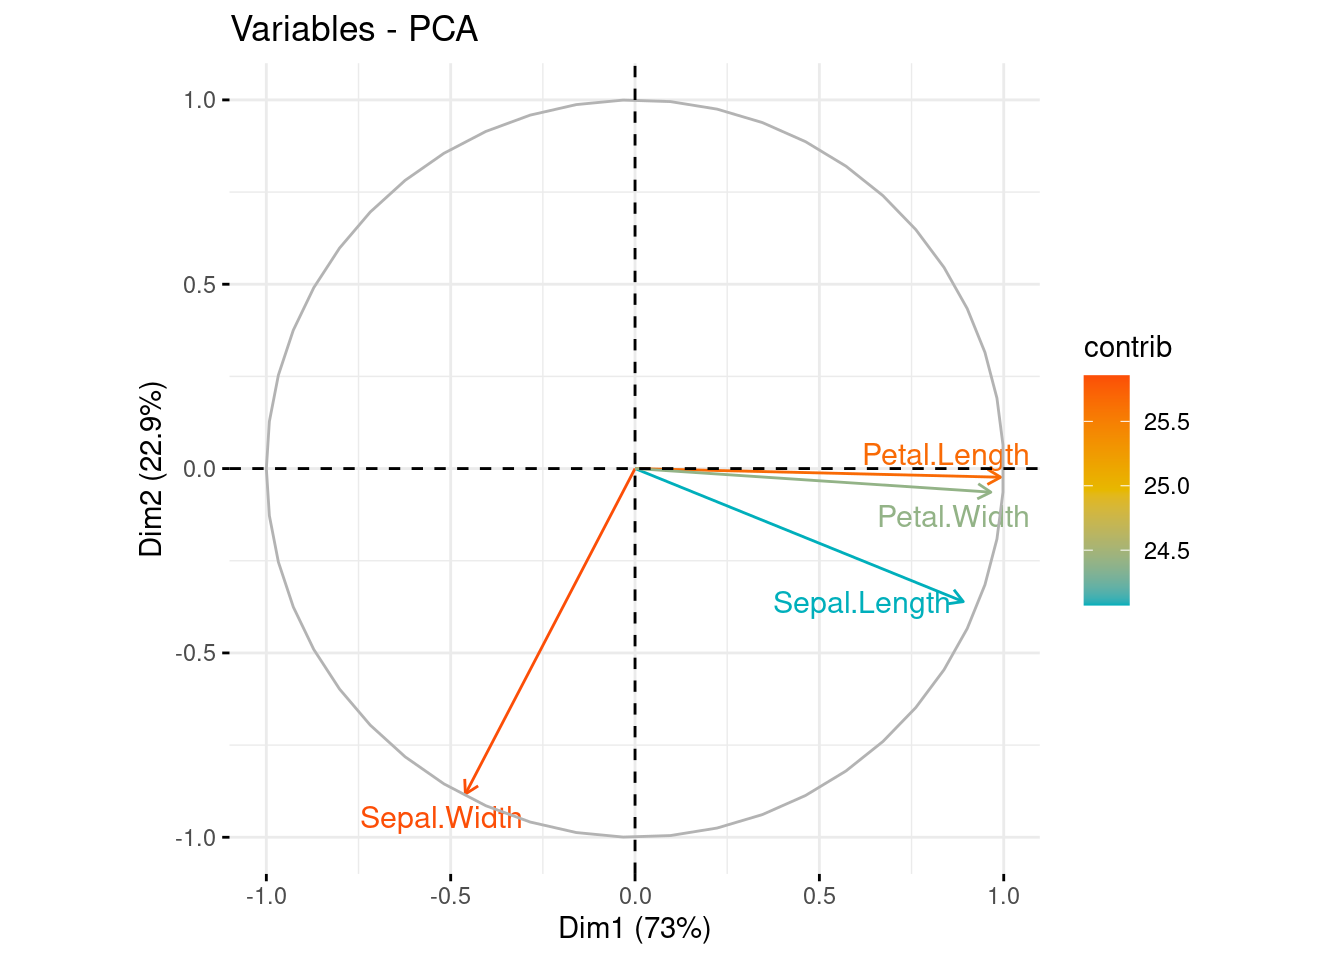 Variables - PCA
1.0
0.5
0.0
-0.5
-1.0
Dim2 (22.9%)
Petal.Length
Petal.Width
Sepal.Length
Sepal.Width
-1.0
-0.5
0.0
0.5
1.0
Dim1 (73%)
contrib
25.5
25.0
24.5